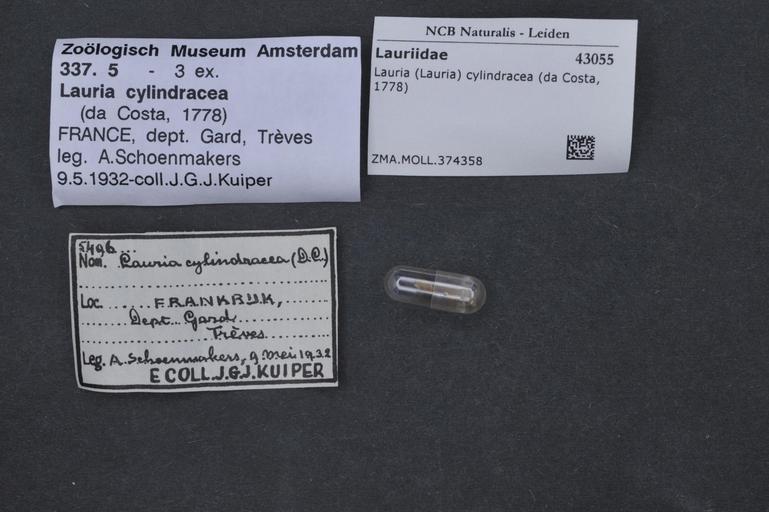 Zoölogisch Museum Amsterdam
337. 5 - 3 ex.
Lauria cylindracea
(da Costa, 1778)
FRANCE, dept. Gard, Trèves
leg. A.Schoenmakers
9.5.1932-coll.J.G.J.Kuiper
NCB Naturalis - Leiden
Lauriidae 43055
Lauria (Lauria) cylindracea (da Costa,
1778)
ZMA.MOLL.374358
5496
Nom. Lauria cylindracea (D.C.)
Loc. FRANKRIJK,
Dept. Gard
Trèves
Leg. A. Schoenmakers, 9 Mei 1932
E COLL.J.G.J.KUIPER